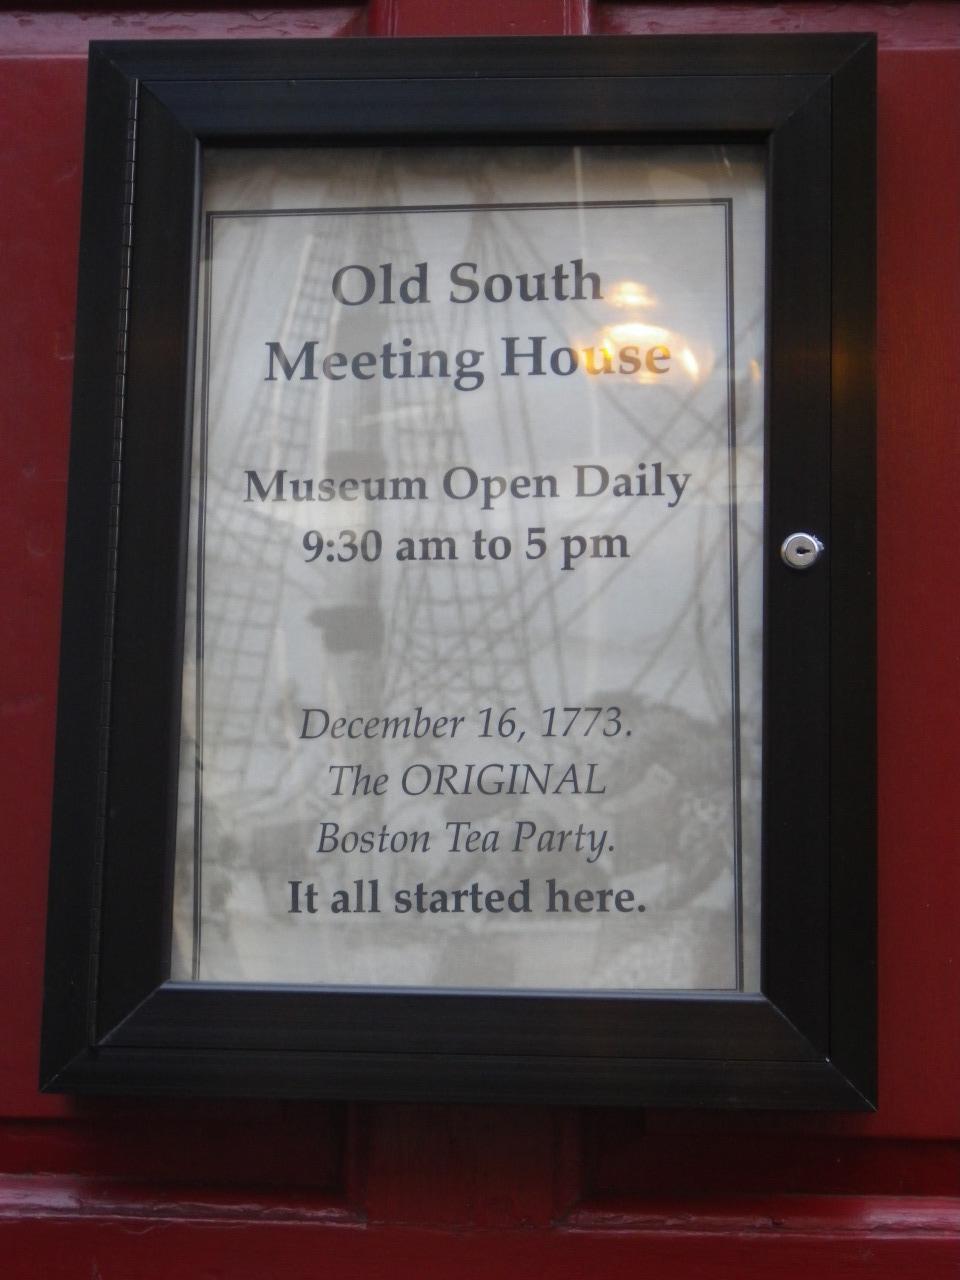 Old South
Meeting House
Museum Open Daily
9:30 am to 5 pm
December 16, 1773.
The ORIGINAL
Boston Tea Party.
It all started here.